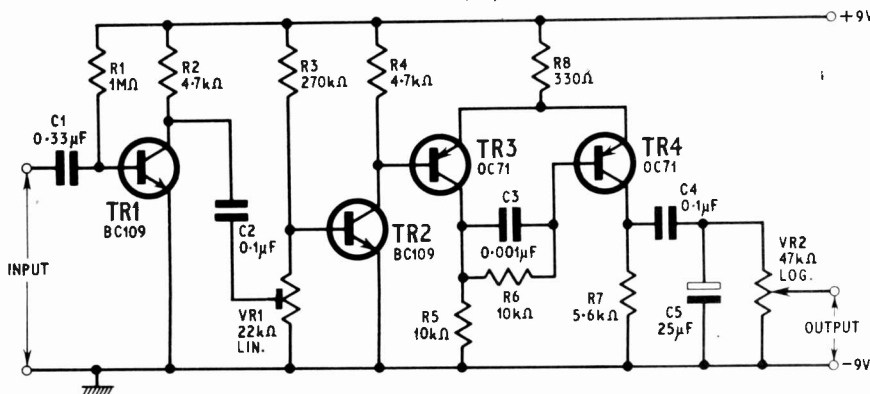 +9V
R1
1MΩ
R2
4·7kΩ
R3
270kΩ
R4
4·7kΩ
R8
330Ω
C1
0·33μF
TR1
BC109
C2
0·1μF
TR2
BC109
TR3
OC71
C3
0·001μF
R6
10kΩ
TR4
OC71
C4
0·1μF
VR2
47kΩ
LOG.
INPUT
VR1
22kΩ
LIN.
R5
10kΩ
R7
5·6kΩ
C5
25μF
OUTPUT
−9V